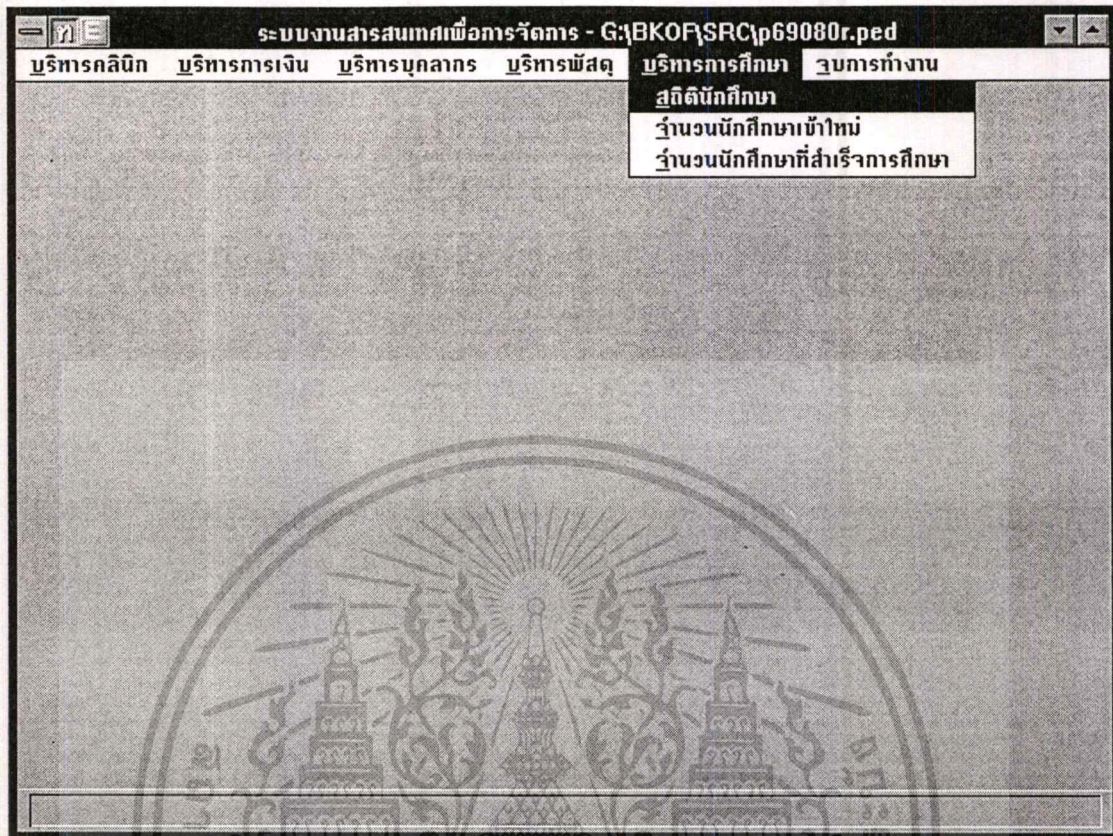 ก E ระบบงานสารสนเทศเพื่อการจัดการ - G:\BKOF\SRC\p69080r.ped
บริหารคลินิก บริหารการเงิน บริหารบุคลากร บริหารพัสดุ บริหารการศึกษา จบการทำงาน
สถิตินักศึกษา
จำนวนนักศึกษาเข้าใหม่
จำนวนนักศึกษาที่สำเร็จการศึกษา